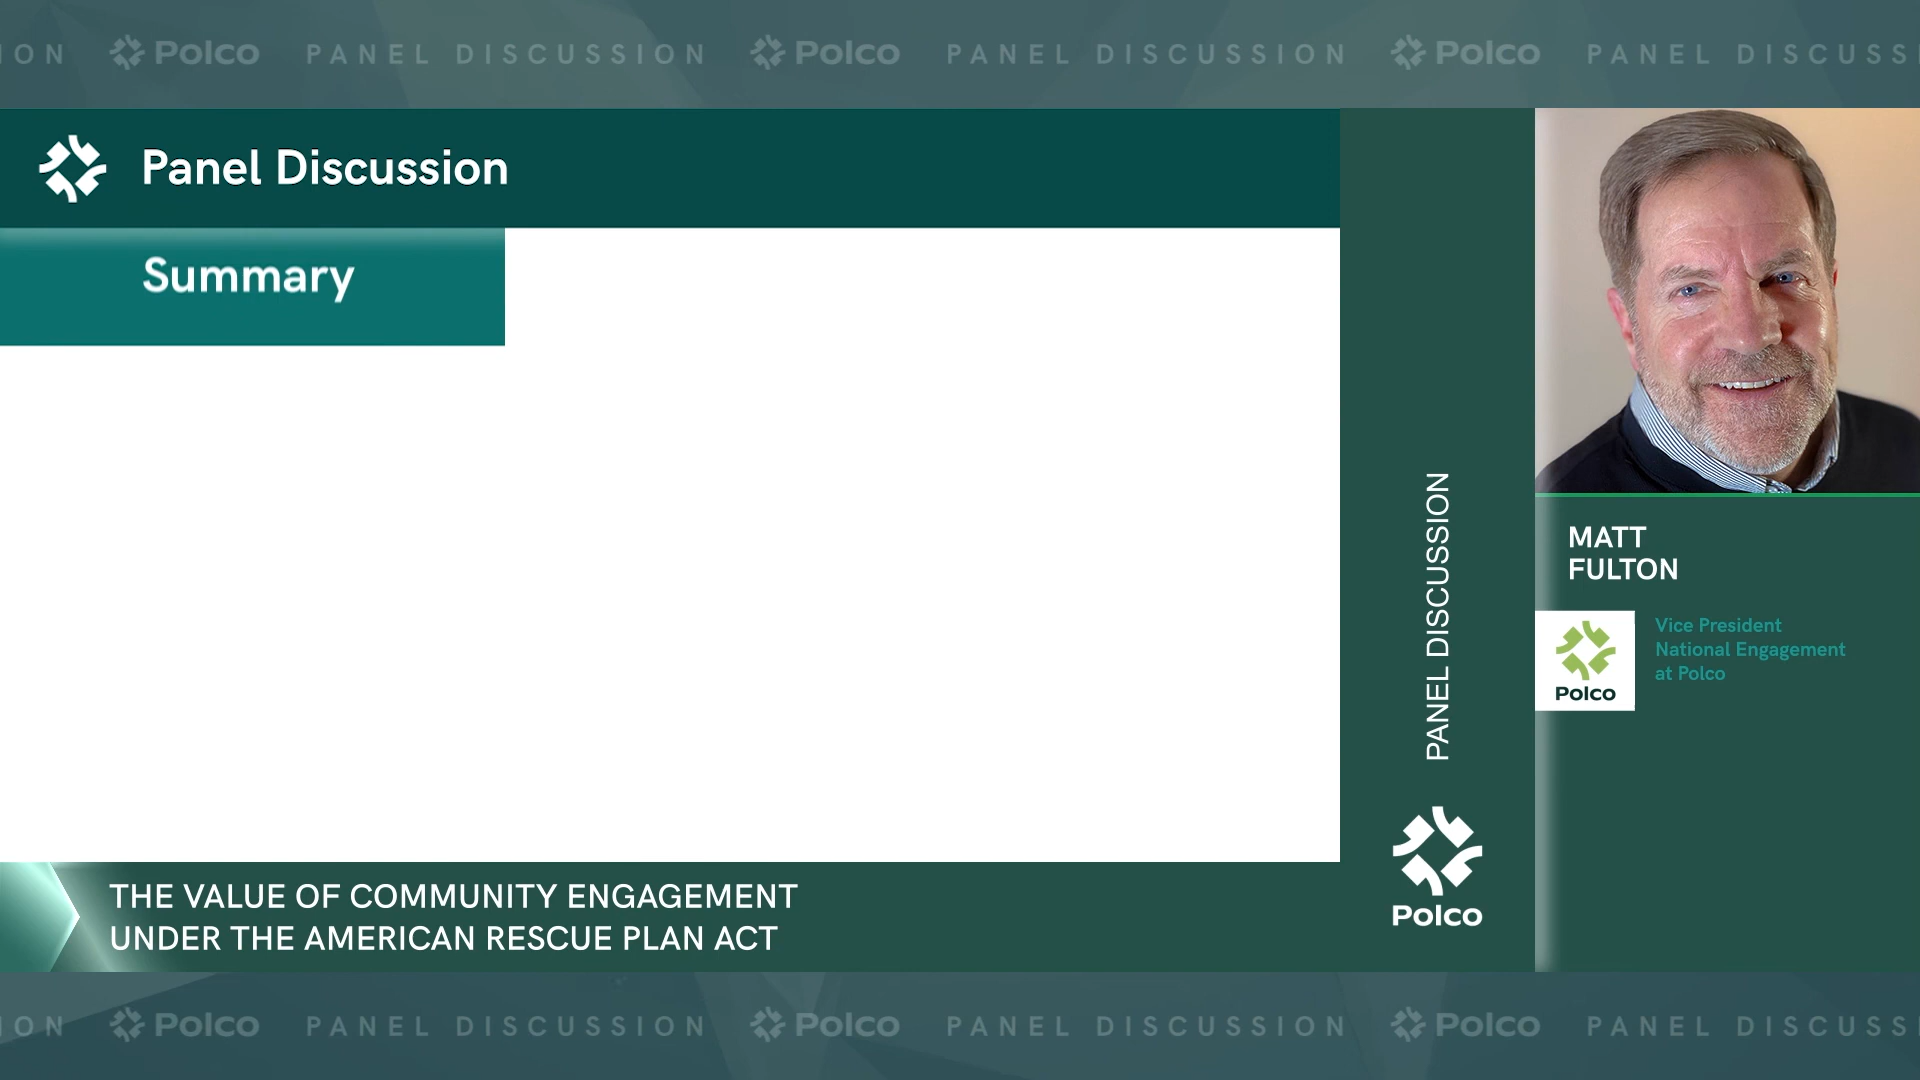 ION Polco PANEL DISCUSSION Polco PANEL DISCUSSION Polco PANEL DISCUSS
Panel Discussion
Summary
PANEL DISCUSSION
Polco
MATT
FULTON
Polco
Vice President
National Engagement
at Polco
THE VALUE OF COMMUNITY ENGAGEMENT
UNDER THE AMERICAN RESCUE PLAN ACT
ION Polco PANEL DISCUSSION Polco PANEL DISCUSSION Polco PANEL DISCUSS